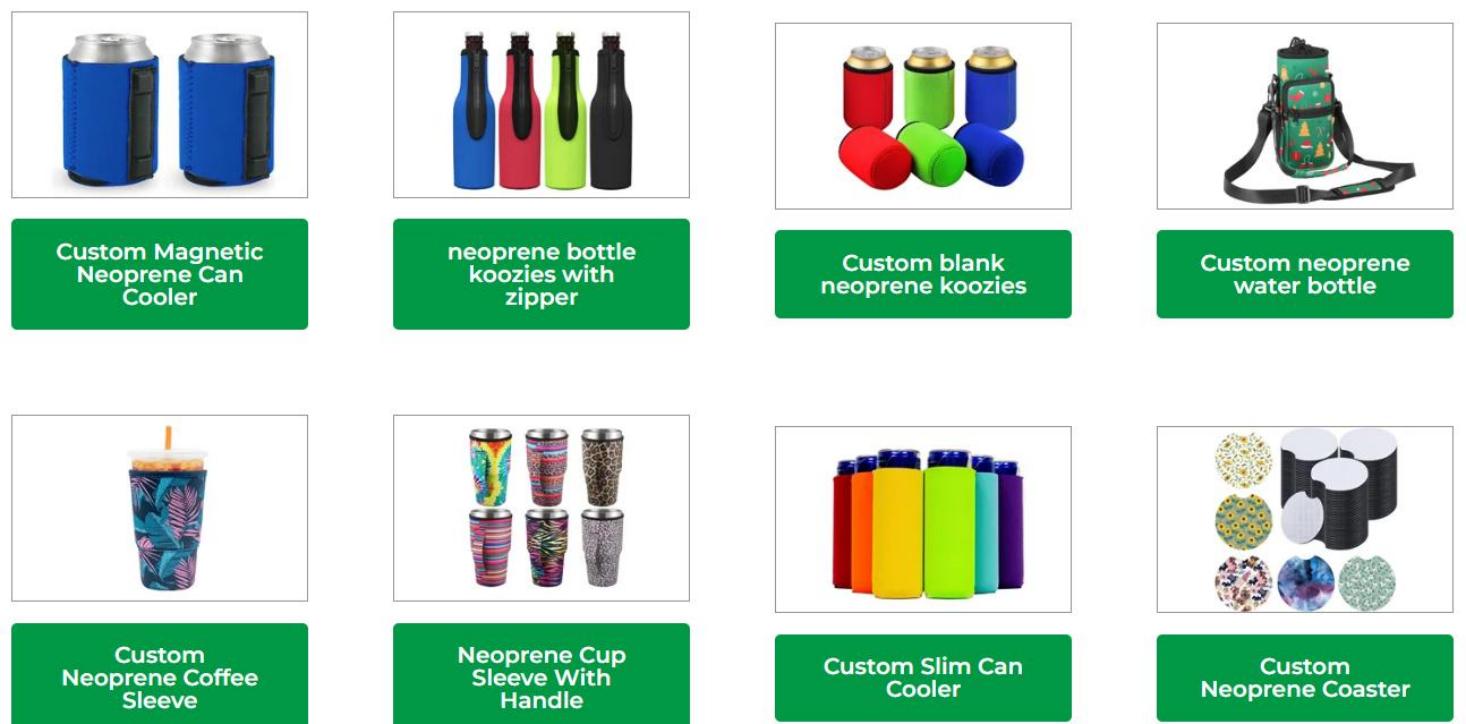 Custom Magnetic
Neoprene Can
Cooler
neoprene bottle
koozies with
zipper
Custom blank
neoprene koozies
Custom neoprene
water bottle
Custom
Neoprene Coffee
Sleeve
Neoprene Cup
Sleeve With
Handle
Custom Slim Can
Cooler
Custom
Neoprene Coaster